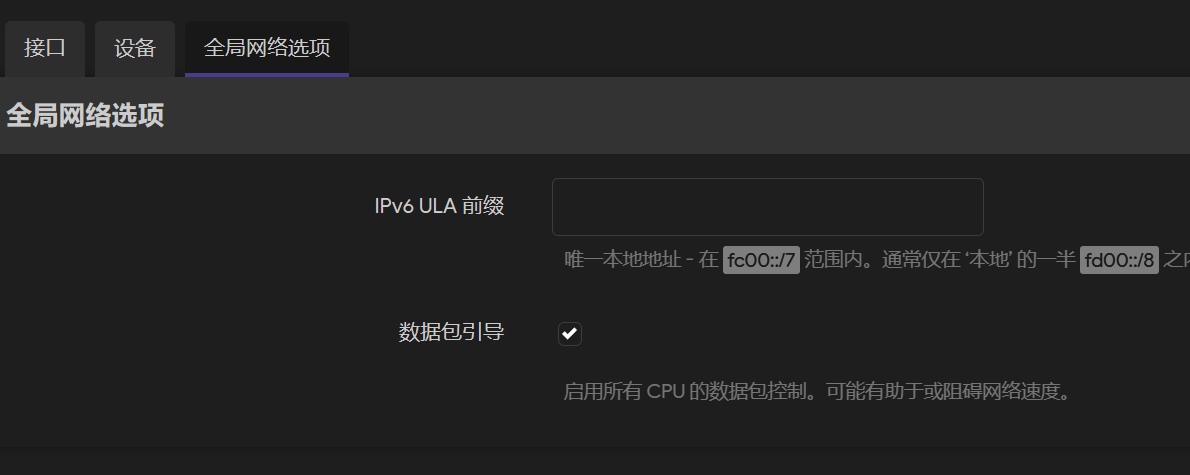 接口 设备 全局网络选项
全局网络选项
IPv6 ULA 前缀
唯一本地地址 - 在 fc00::/7 范围内。通常仅在 ‘本地’ 的一半 fd00::/8 之
数据包引导
启用所有 CPU 的数据包控制。可能有助于或阻碍网络速度。